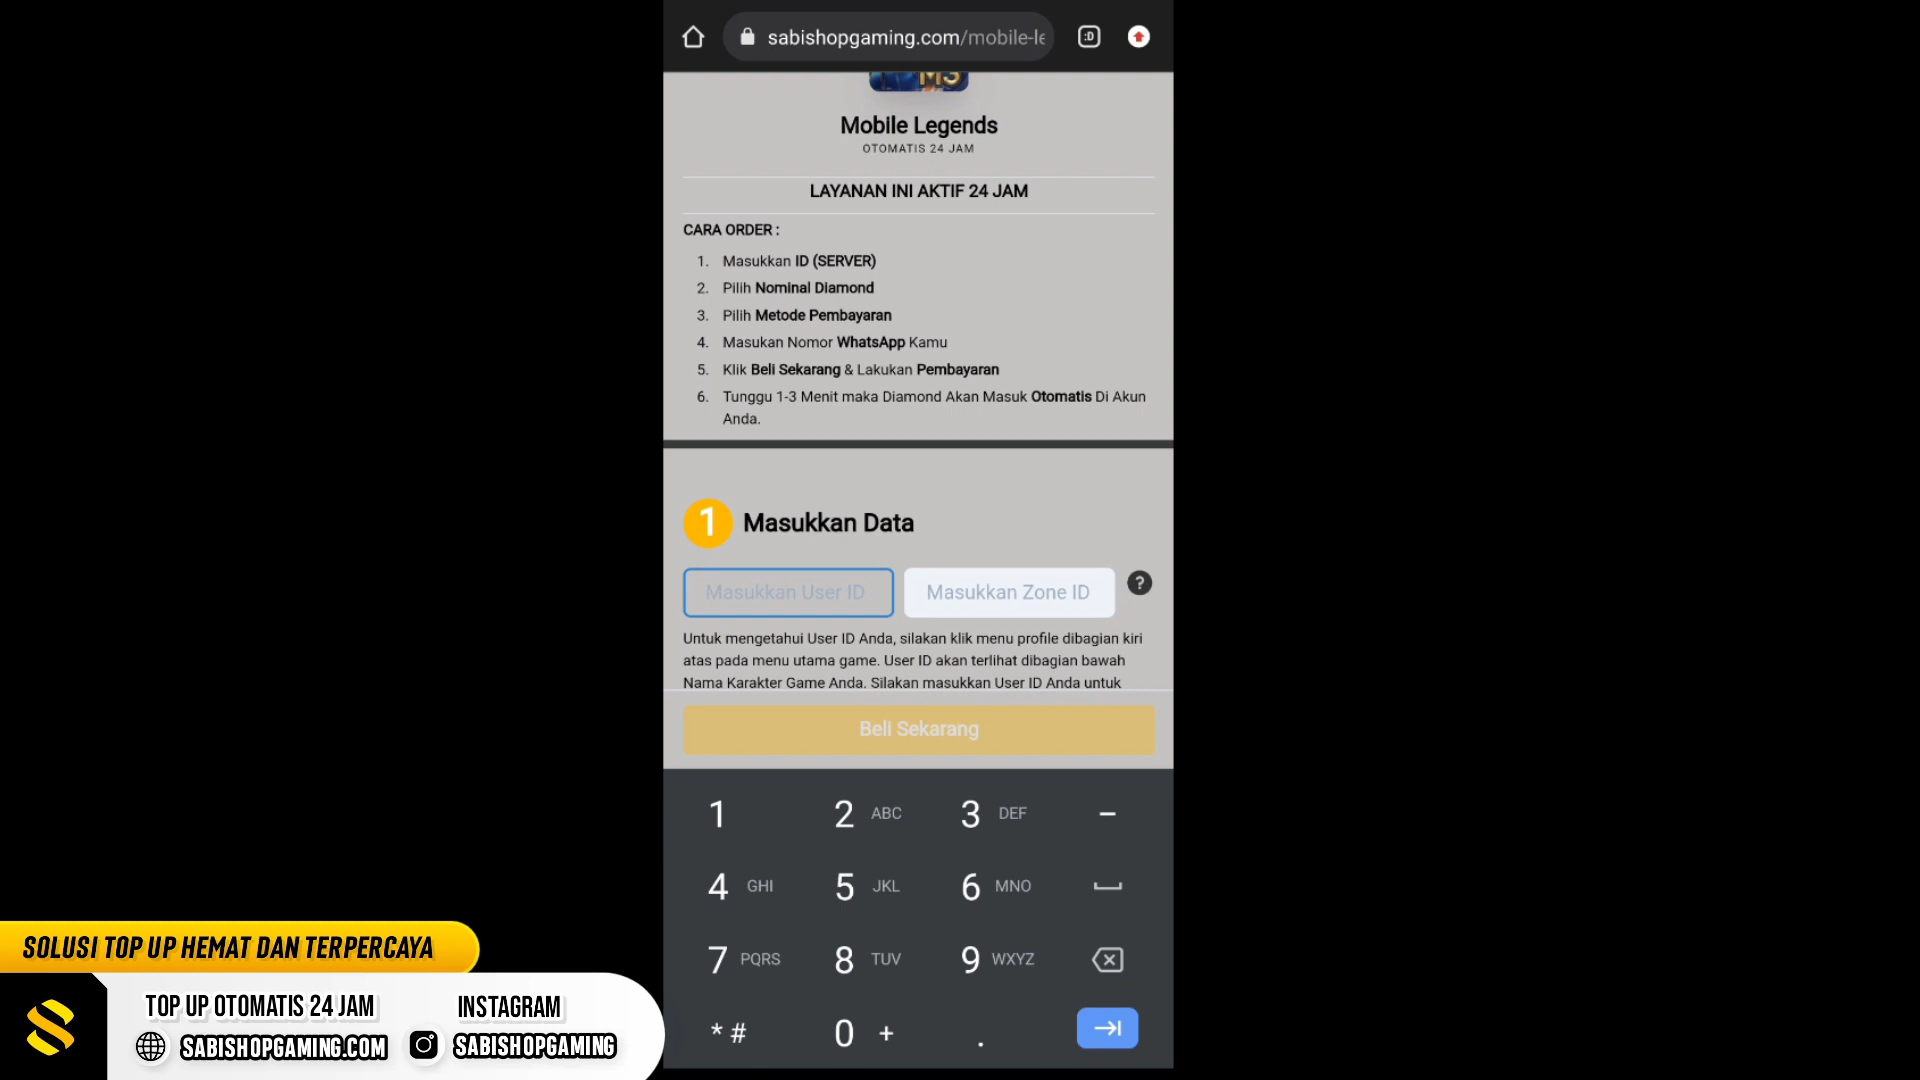 sabishopgaming.com/mobile-le
:D
M3
Mobile Legends
OTOMATIS 24 JAM
LAYANAN INI AKTIF 24 JAM
CARA ORDER :
1. Masukkan ID (SERVER)
2. Pilih Nominal Diamond
3. Pilih Metode Pembayaran
4. Masukan Nomor WhatsApp Kamu
5. Klik Beli Sekarang & Lakukan Pembayaran
6. Tunggu 1-3 Menit maka Diamond Akan Masuk Otomatis Di Akun
Anda.
1 Masukkan Data
Masukkan User ID Masukkan Zone ID ?
Untuk mengetahui User ID Anda, silakan klik menu profile dibagian kiri
atas pada menu utama game. User ID akan terlihat dibagian bawah
Nama Karakter Game Anda. Silakan masukkan User ID Anda untuk
Beli Sekarang
1 2 ABC 3 DEF -
4 GHI 5 JKL 6 MNO
7 PQRS 8 TUV 9 WXYZ
* # 0 + .
SOLUSI TOP UP HEMAT DAN TERPERCAYA
TOP UP OTOMATIS 24 JAM
SABISHOPGAMING.COM
INSTAGRAM
SABISHOPGAMING